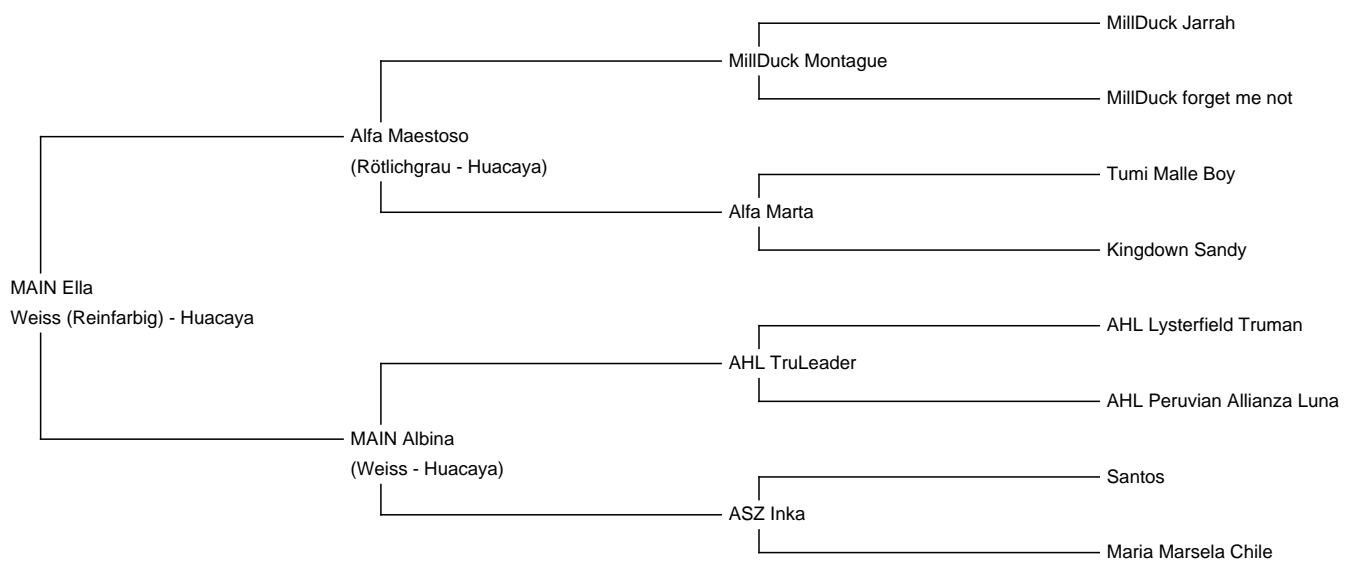 MillDuck Jarrah
MillDuck Montague
MillDuck forget me not
Alfa Maestoso
(Rötlichgrau - Huacaya)
Tumi Malle Boy
Alfa Marta
Kingdown Sandy
MAIN Ella
Weiss (Reinfarbig) - Huacaya
AHL Lysterfield Truman
AHL TruLeader
AHL Peruvian Allianza Luna
MAIN Albina
(Weiss - Huacaya)
Santos
ASZ Inka
Maria Marsela Chile